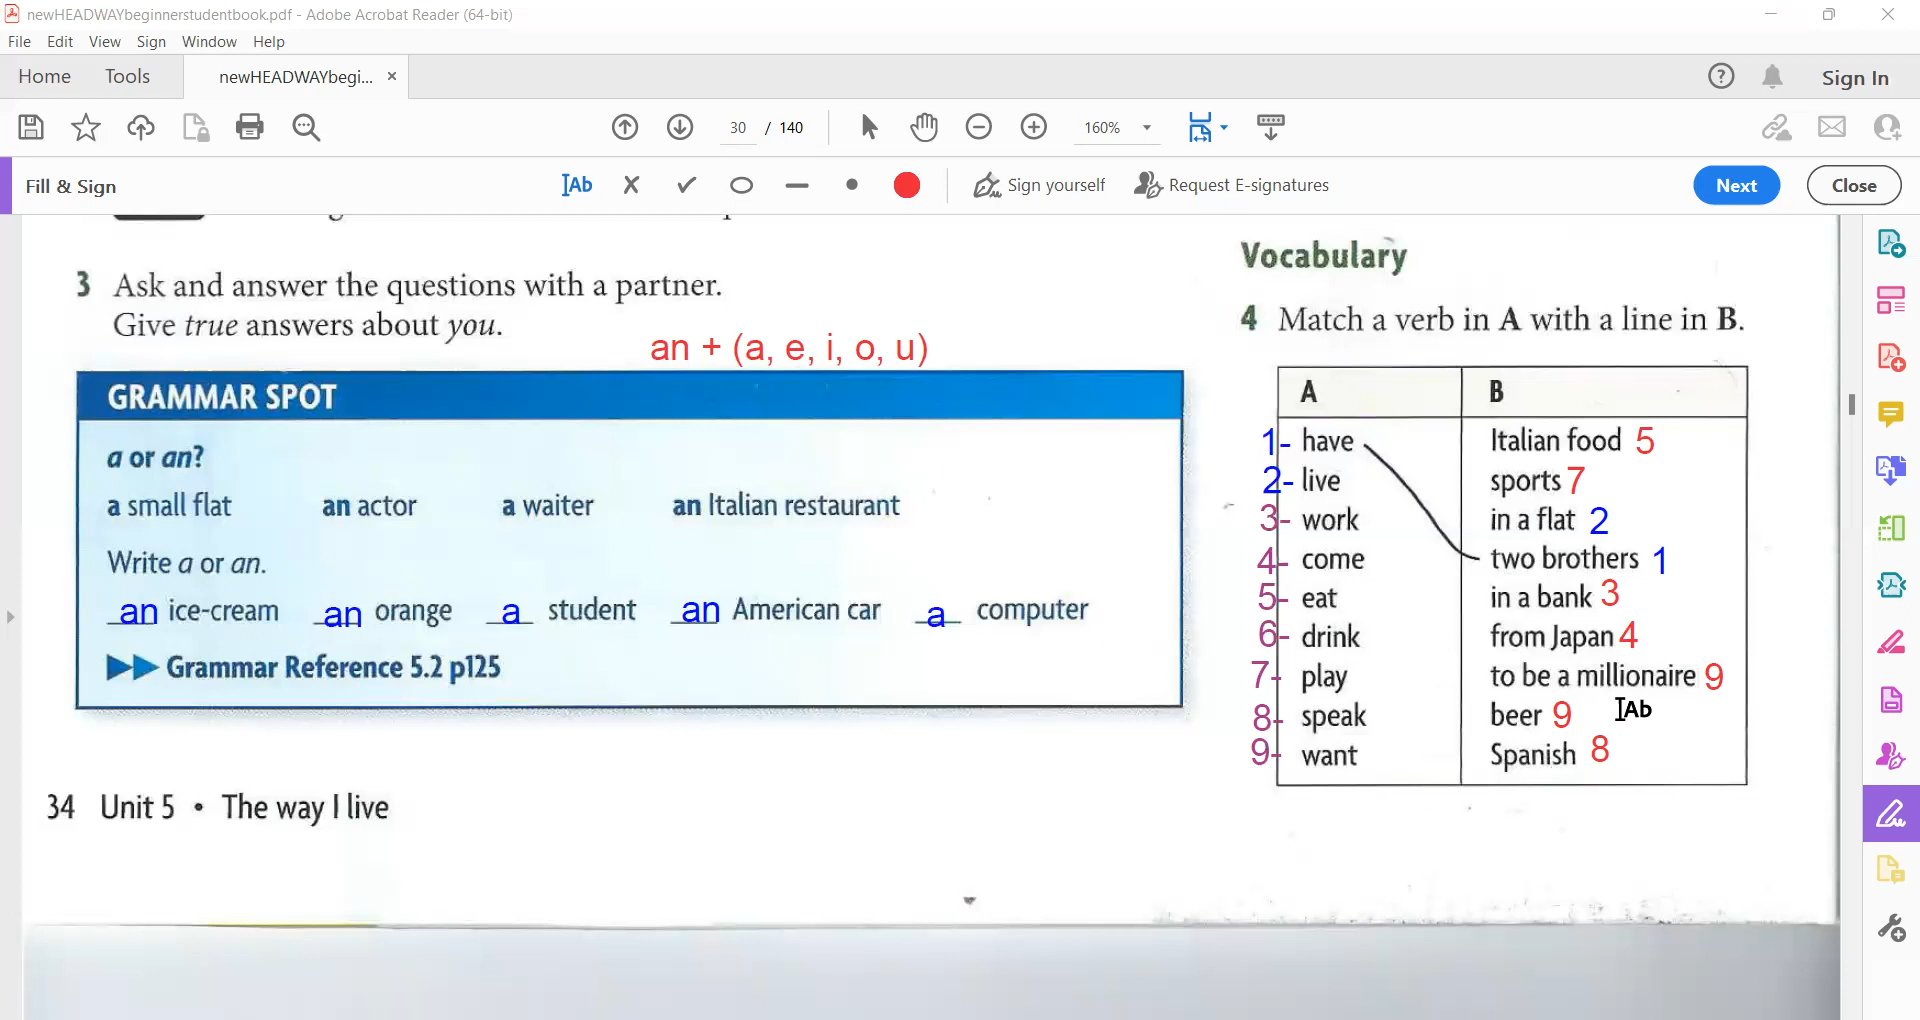 newHEADWAYbeginnerstudentbook.pdf - Adobe Acrobat Reader (64-bit)
File Edit View Sign Window Help
Home Tools newHEADWAYbegi... × Sign In
30 / 140 160%
Fill & Sign Ab Sign yourself Request E-signatures Next Close
3 Ask and answer the questions with a partner.
Give true answers about you.
an + (a, e, i, o, u)
GRAMMAR SPOT
a or an?
a small flat an actor a waiter an Italian restaurant
Write a or an.
an ice-cream an orange a student an American car a computer
Grammar Reference 5.2 p125
34 Unit 5 • The way I live
Vocabulary
4 Match a verb in A with a line in B.
A B
1- have Italian food 5
2- live sports 7
3- work in a flat 2
4- come two brothers 1
5- eat in a bank 3
6- drink from Japan 4
7- play to be a millionaire 9
8- speak beer 9 Ab
9- want Spanish 8